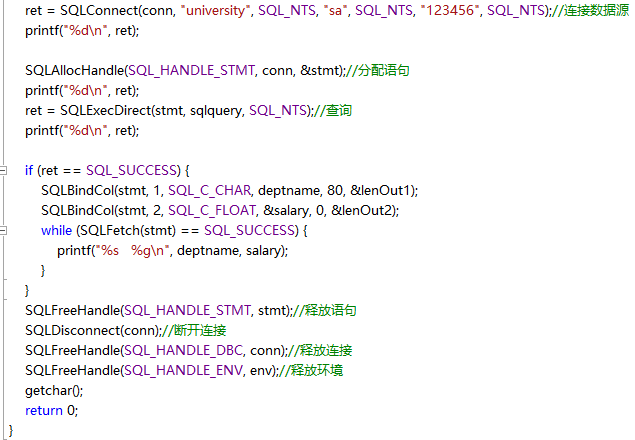 ret = SQLConnect(conn, "university", SQL_NTS, "sa", SQL_NTS, "123456", SQL_NTS);//连接数据源
printf("%d\n", ret);
SQLAllocHandle(SQL_HANDLE_STMT, conn, &stmt);//分配语句
printf("%d\n", ret);
ret = SQLExecDirect(stmt, sqlquery, SQL_NTS);//查询
printf("%d\n", ret);
if (ret == SQL_SUCCESS) {
SQLBindCol(stmt, 1, SQL_C_CHAR, deptname, 80, &lenOut1);
SQLBindCol(stmt, 2, SQL_C_FLOAT, &salary, 0, &lenOut2);
while (SQLFetch(stmt) == SQL_SUCCESS) {
printf("%s   %g\n", deptname, salary);
}
}
SQLFreeHandle(SQL_HANDLE_STMT, stmt);//释放语句
SQLDisconnect(conn);//断开连接
SQLFreeHandle(SQL_HANDLE_DBC, conn);//释放连接
SQLFreeHandle(SQL_HANDLE_ENV, env);//释放环境
getchar();
return 0;
}